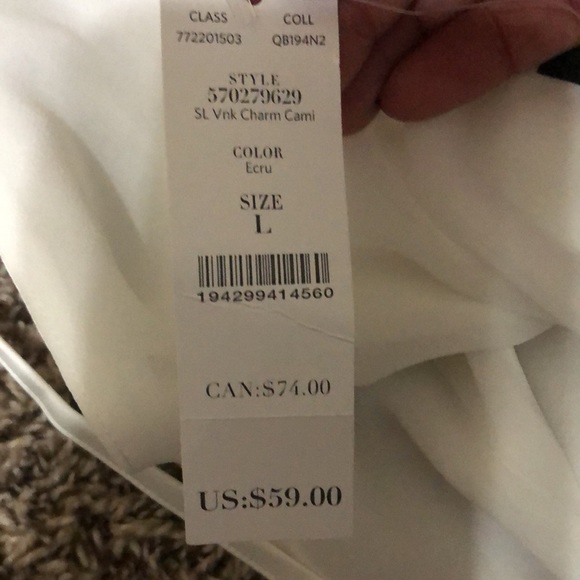 CLASS COLL
772201503 QB194N2
STYLE
570279629
SL Vnk Charm Cami
COLOR
Ecru
SIZE
L
194299414560
CAN:$74.00
US:$59.00